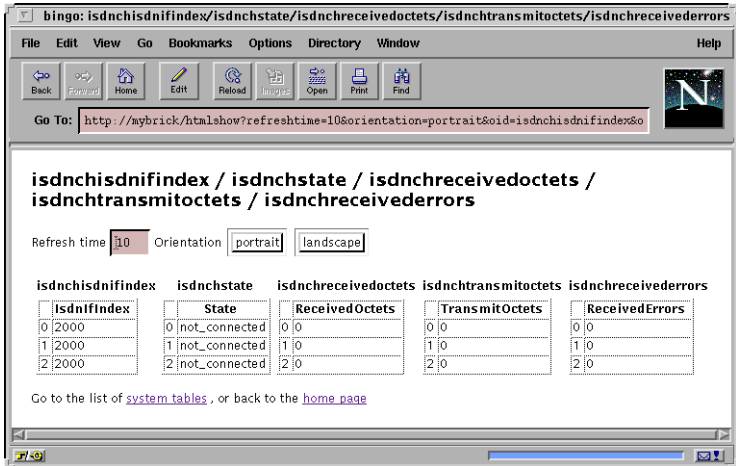 bingo: isdnchisdnifindex/isdnchstate/isdnchreceivedoctets/isdnchtransmitoctets/isdnchreceivederrors
File Edit View Go Bookmarks Options Directory Window Help
Back Forward Home Edit Reload Images Open Print Find
N
Go To: http://mybrick/htmlshow?refreshtime=10&orientation=portrait&oid=isdnchisdnifindex&o
isdnchisdnifindex / isdnchstate / isdnchreceivedoctets /
isdnchtransmitoctets / isdnchreceivederrors
Refresh time 10 Orientation portrait landscape
isdnchisdnifindex isdnchstate isdnchreceivedoctets isdnchtransmitoctets isdnchreceivederrors
IsdnIfIndex State ReceivedOctets TransmitOctets ReceivedErrors
0 2000 0 not_connected 0 0 0 0 0 0
1 2000 1 not_connected 1 0 1 0 1 0
2 2000 2 not_connected 2 0 2 0 2 0
Go to the list of system tables , or back to the home page